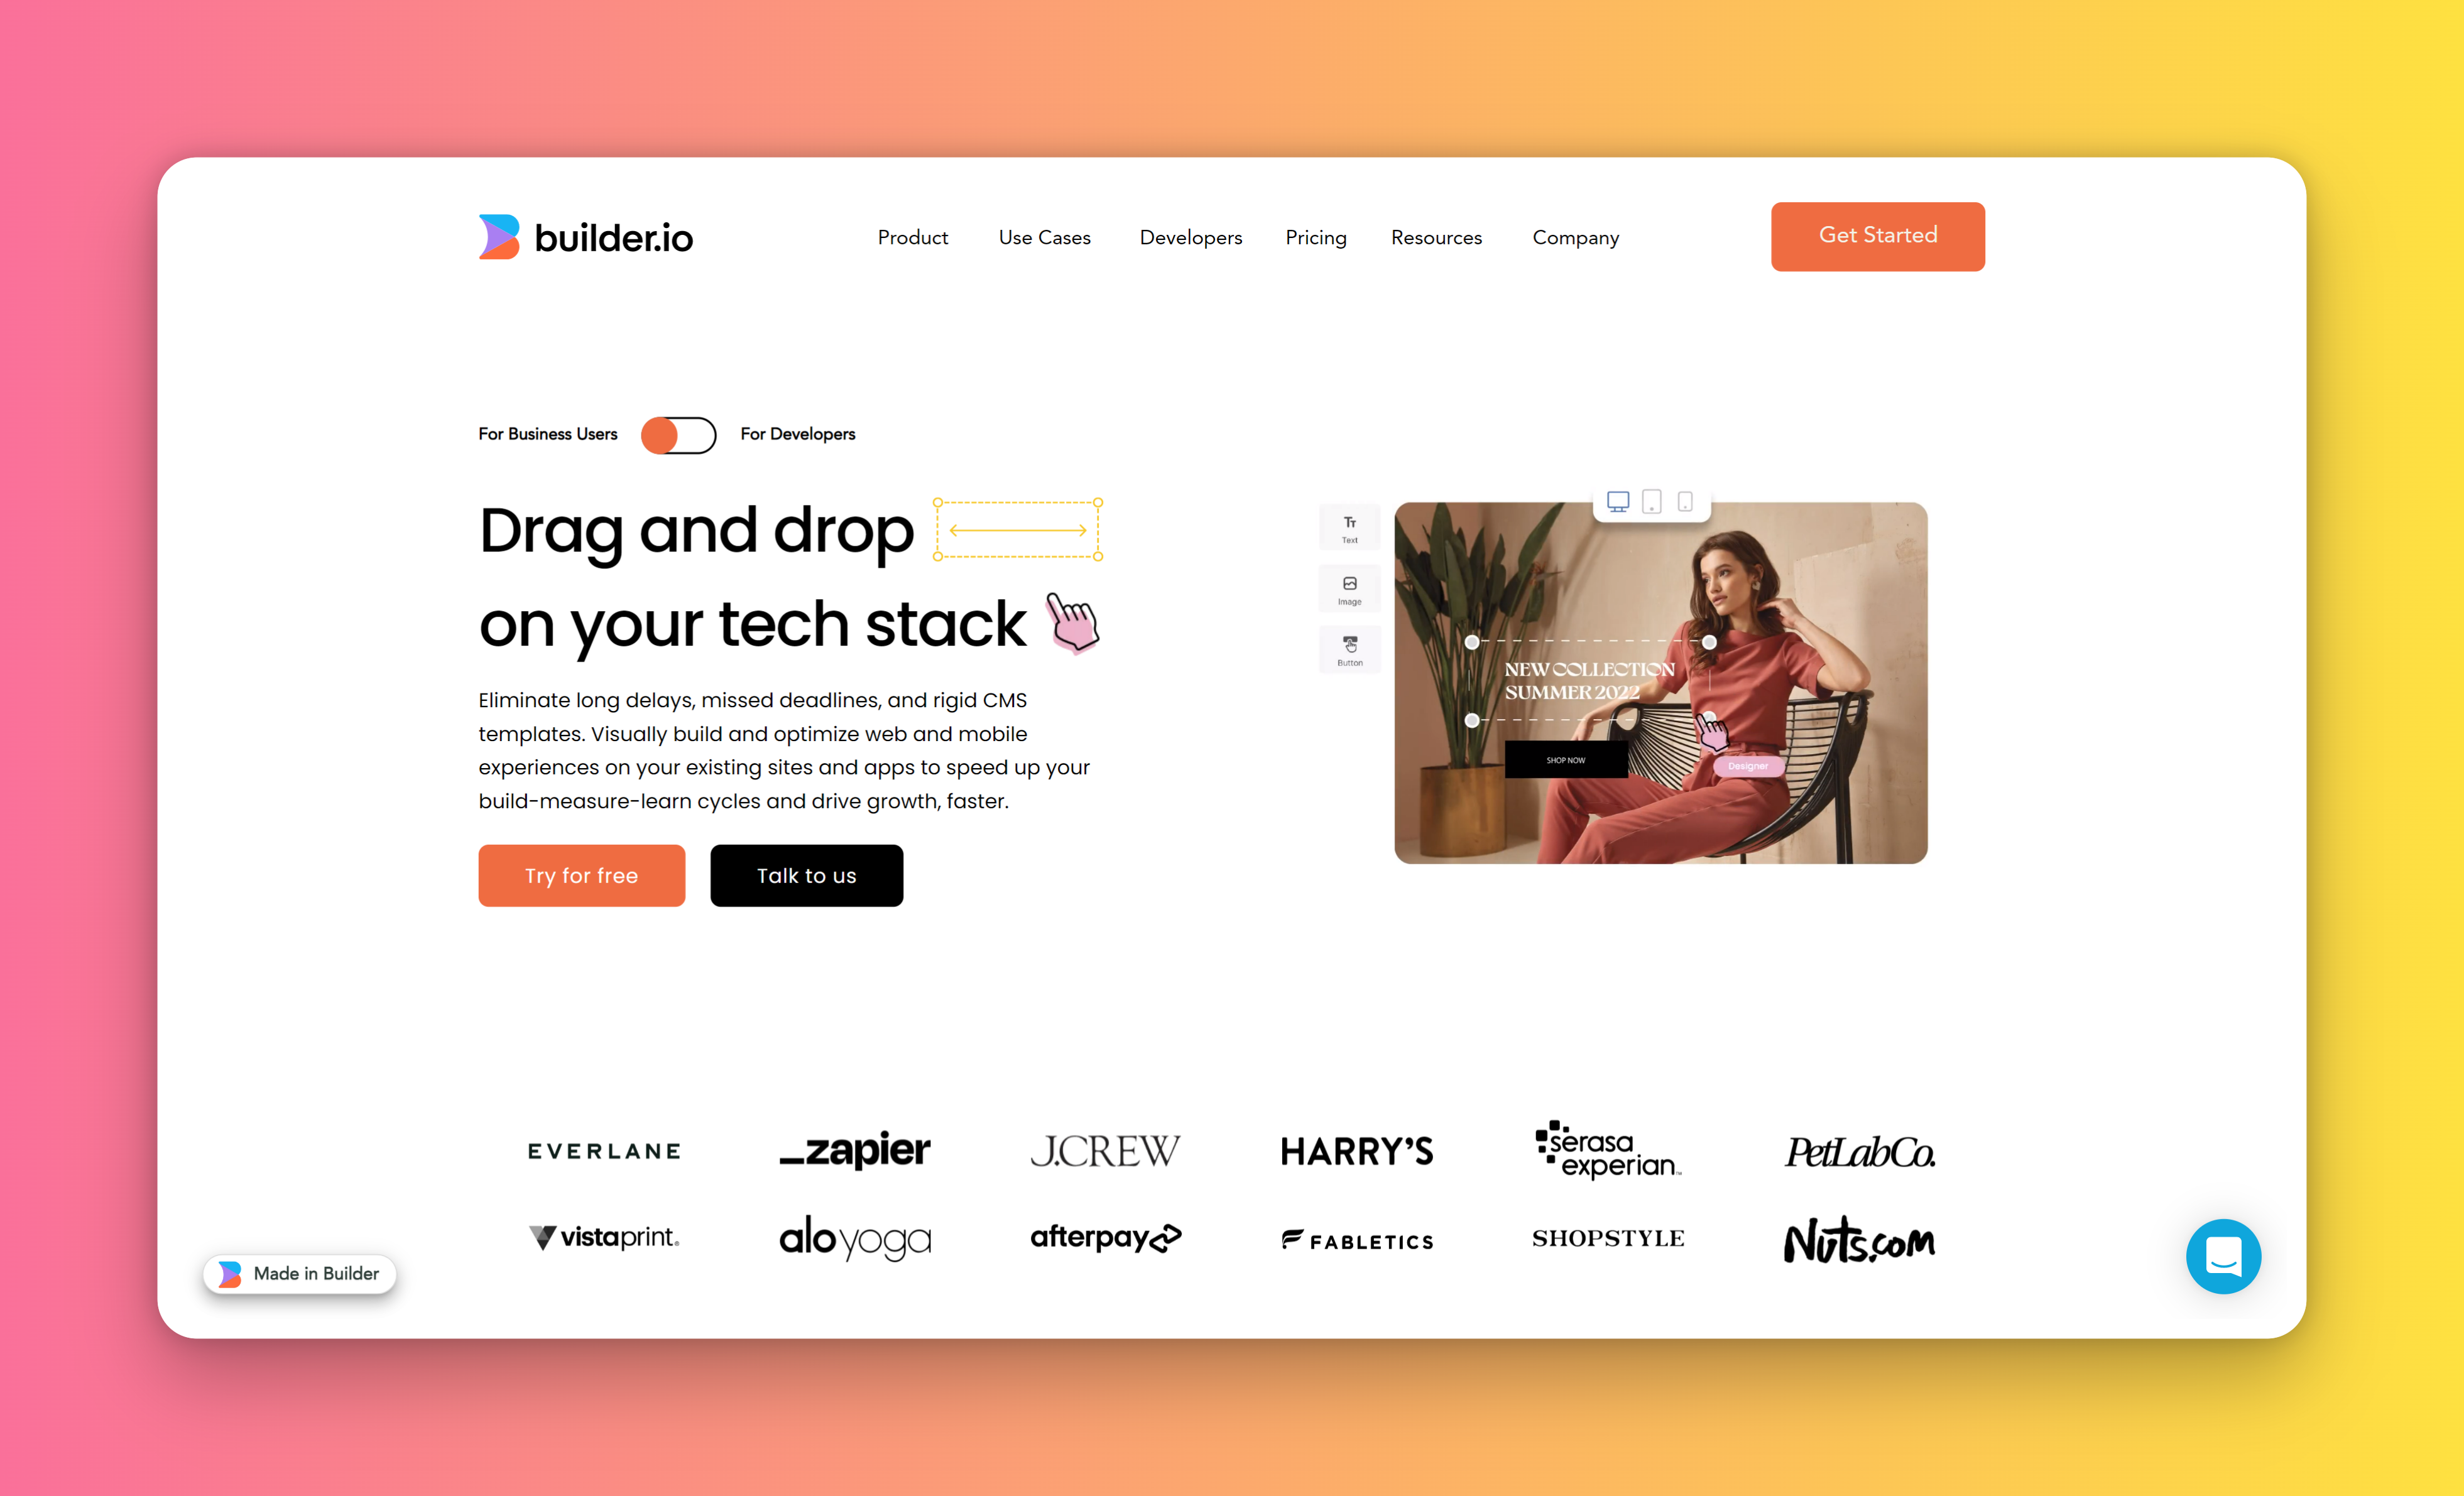 builder.io
Product
Use Cases
Developers
Pricing
Resources
Company
Get Started
For Business Users
For Developers
Drag and drop
on your tech stack
Eliminate long delays, missed deadlines, and rigid CMS
templates. Visually build and optimize web and mobile
experiences on your existing sites and apps to speed up your
build-measure-learn cycles and drive growth, faster.
Try for free
Talk to us
Text
Image
Button
NEW COLLECTION
SUMMER 2022
SHOP NOW
Designer
EVERLANE
_zapier
J.CREW
HARRY'S
serasa
experian™
PetLabCo.
vistaprint®
alo yoga
afterpay
FABLETICS
SHOPSTYLE
Nuts.com
Made in Builder